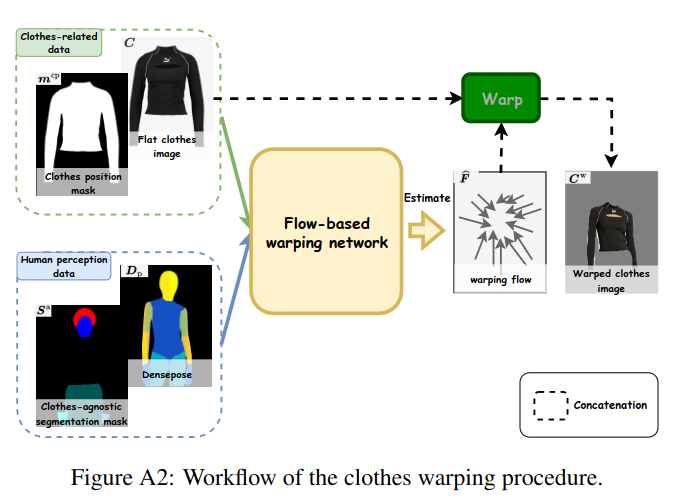 Clothes-related
data
C
m^cp
Flat clothes
image
Clothes position
mask
Warp
Flow-based
warping network
Estimate
F̂
warping flow
C^w
Warped clothes
image
Human perception
data
D_p
S^a
Densepose
Clothes-agnostic
segmentation mask
Concatenation
Figure A2: Workflow of the clothes warping procedure.